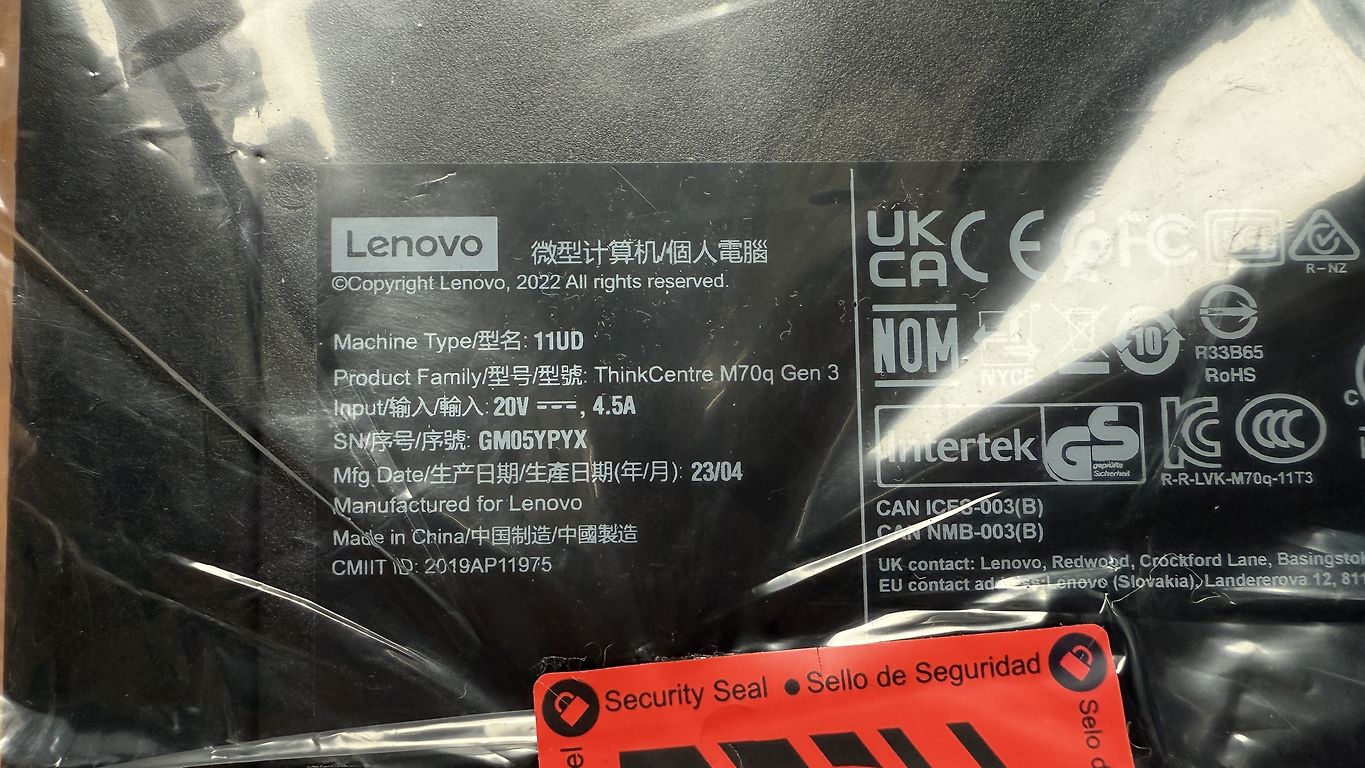 Lenovo 微型计算机/個人電腦
©Copyright Lenovo, 2022 All rights reserved.
Machine Type/型名: 11UD
Product Family/型号/型號: ThinkCentre M70q Gen 3
Input/输入/輸入: 20V, 4.5A
SN/序号/序號: GM05YPYX
Mfg Date/生产日期/生產日期(年/月): 23/04
Manufactured for Lenovo
Made in China/中国制造/中國製造
CMIIT ID: 2019AP11975
UK
CA CE FC
R-NZ
NOM
NYCE
10
R33B65
RoHS
Intertek GS
geprüfte
Sicherheit
KC CCC
R-R-LVK-M70q-11T3
CAN ICES-003(B)
CAN NMB-003(B)
UK contact: Lenovo, Redwood, Crockford Lane,
EU contact address: Lenovo (Slovakia), Landererova 12,
Security Seal • Sello de Seguridad
Selo